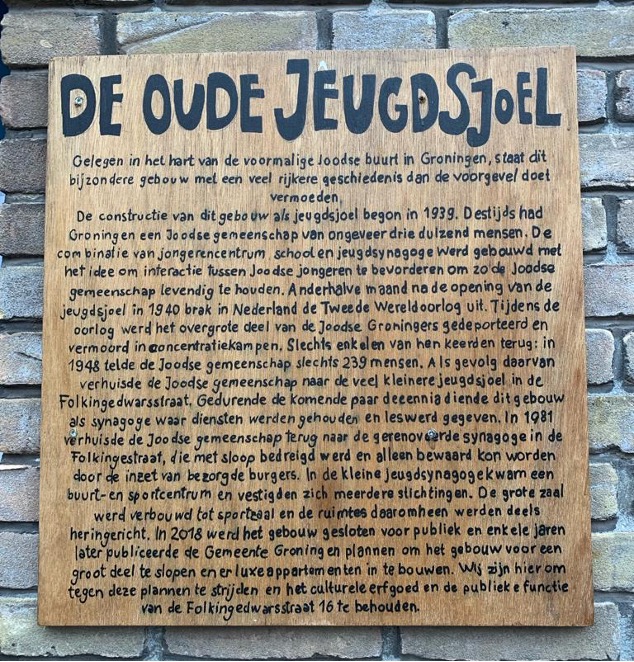 DE OUDE JEUGDSJOEL
Gelegen in het hart van de voormalige Joodse buurt in Groningen, staat dit
bijzondere gebouw met een veel rijkere geschiedenis dan de voorgevel doet
vermoeden.
De constructie van dit gebouw als jeugdsjoel begon in 1939. Destijds had
Groningen een Joodse gemeenschap van ongeveer drie duizend mensen. De
combinatie van jongerencentrum, school en jeugdsynagoge werd gebouwd met
het idee om interactie tussen Joodse jongeren te bevorderen om zo de Joodse
gemeenschap levendig te houden. Anderhalve maand na de opening van de
jeugdsjoel in 1940 brak in Nederland de Tweede Wereldoorlog uit. Tijdens de
oorlog werd het overgrote deel van de Joodse Groningers gedeporteerd en
vermoord in concentratiekampen. Slechts enkelen van hen keerden terug: in
1948 telde de Joodse gemeenschap slechts 239 mensen. Als gevolg daarvan
verhuisde de Joodse gemeenschap naar de veel kleinere jeugdsjoel in de
Folkingedwarsstraat. Gedurende de komende paar decennia diende dit gebouw
als synagoge waar diensten werden gehouden en les werd gegeven. In 1981
verhuisde de Joodse gemeenschap terug naar de gerenoveerde synagoge in de
Folkingestraat, die met sloop bedreigd werd en alleen bewaard kon worden
door de inzet van bezorgde burgers. In de kleine jeugdsynagoge kwam een
buurt- en sportcentrum en vestigden zich meerdere stichtingen. De grote zaal
werd verbouwd tot sportzaal en de ruimtes daaromheen werden deels
heringericht. In 2018 werd het gebouw gesloten voor publiek en enkele jaren
later publiceerde de Gemeente Groningen plannen om het gebouw voor een
groot deel te slopen en er luxe appartementen in te bouwen. Wij zijn hier om
tegen deze plannen te strijden en het culturele erfgoed en de publieke functie
van de Folkingedwarsstraat 16 te behouden.